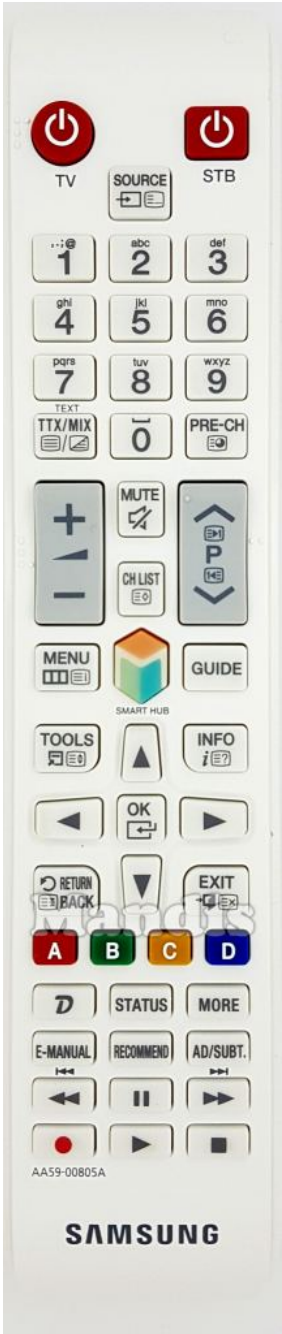 TV STB
SOURCE
.,-;@ abc def
1 2 3
ghi jkl mno
4 5 6
pqrs tuv wxyz
7 8 9
TEXT
TTX/MIX 0 PRE-CH
MUTE
+ P
−
CH LIST
MENU GUIDE
SMART HUB
TOOLS INFO
i
OK
RETURN EXIT
BACK
Mandis
A B C D
D STATUS MORE
E-MANUAL RECOMMEND AD/SUBT.
AA59-00805A
SAMSUNG